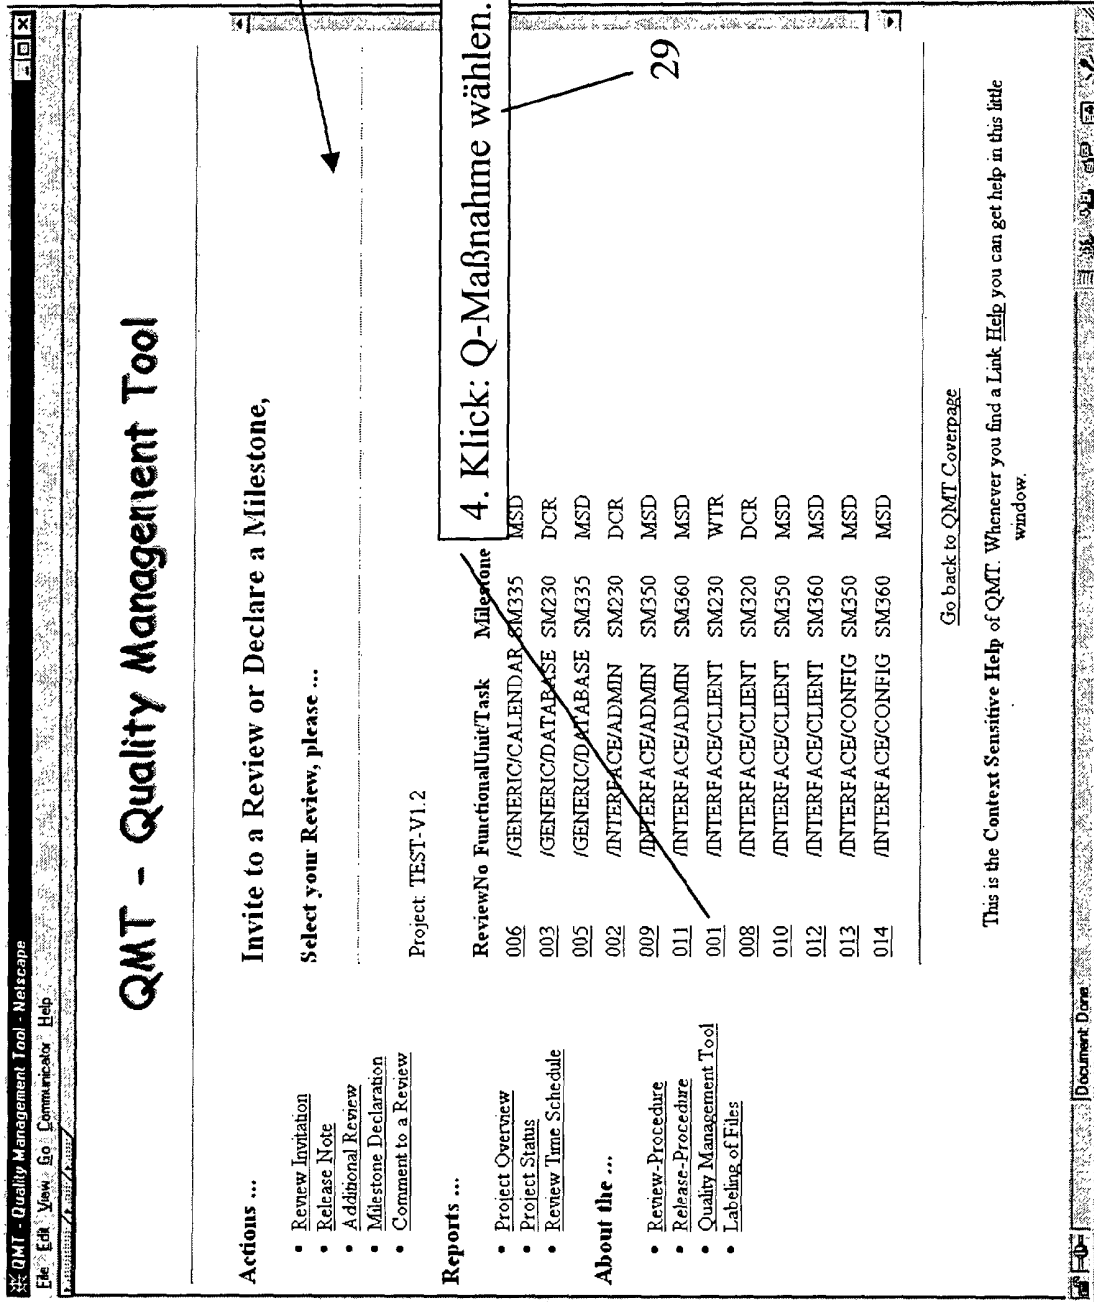 QMT - Quality Management Tool - Netscape
File Edit View Go Communicator Help
QMT - Quality Management Tool
Actions ...
• Review Invitation
• Release Note
• Additional Review
• Milestone Declaration
• Comment to a Review
Reports ...
• Project Overview
• Project Status
• Review Time Schedule
About the ...
• Review-Procedure
• Release-Procedure
• Quality Management Tool
• Labeling of Files
Invite to a Review or Declare a Milestone,
Select your Review, please ...
Project: TEST-V1.2
4. Klick: Q-Maßnahme wählen.
29
ReviewNo FunctionalUnit/Task Milestone
006 /GENERIC/CALENDAR SM335 MSD
003 /GENERIC/DATABASE SM230 DCR
005 /GENERIC/DATABASE SM335 MSD
002 /INTERFACE/ADMIN SM230 DCR
009 /INTERFACE/ADMIN SM350 MSD
011 /INTERFACE/ADMIN SM360 MSD
001 /INTERFACE/CLIENT SM230 WTR
008 /INTERFACE/CLIENT SM320 DCR
010 /INTERFACE/CLIENT SM350 MSD
012 /INTERFACE/CLIENT SM360 MSD
013 /INTERFACE/CONFIG SM350 MSD
014 /INTERFACE/CONFIG SM360 MSD
Go back to QMT Coverpage
This is the Context Sensitive Help of QMT. Whenever you find a Link Help you can get help in this little
window.
Document: Done